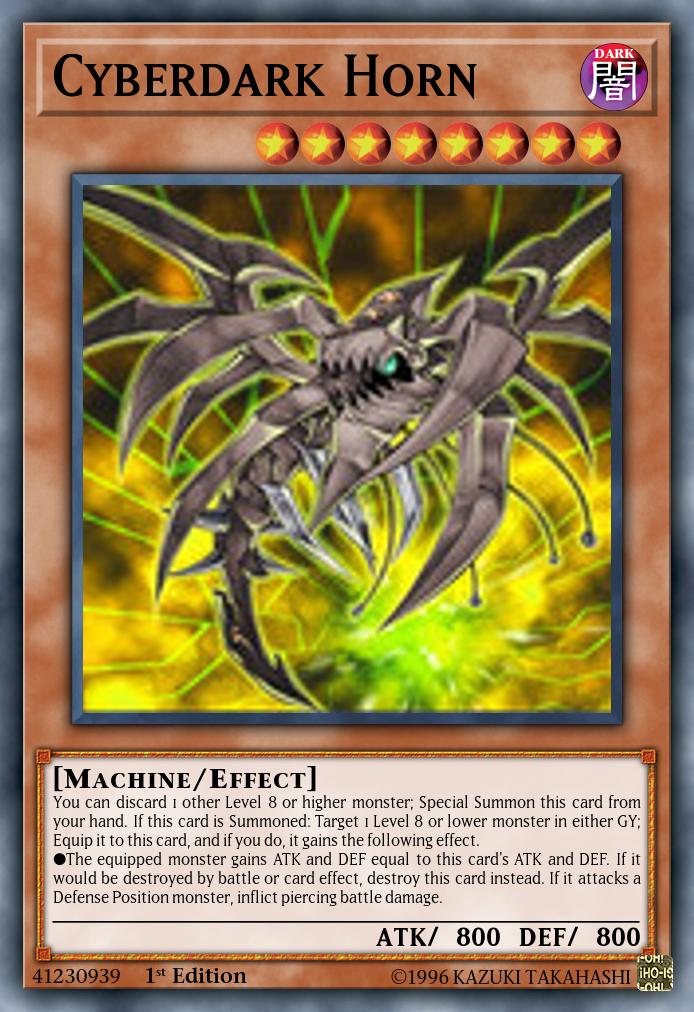 Cyberdark Horn
DARK
闇
[Machine/Effect]
You can discard 1 other Level 8 or higher monster; Special Summon this card from
your hand. If this card is Summoned: Target 1 Level 8 or lower monster in either GY;
Equip it to this card, and if you do, it gains the following effect.
●The equipped monster gains ATK and DEF equal to this card's ATK and DEF. If it
would be destroyed by battle or card effect, destroy this card instead. If it attacks a
Defense Position monster, inflict piercing battle damage.
ATK/ 800 DEF/ 800
41230939 1st Edition ©1996 KAZUKI TAKAHASHI